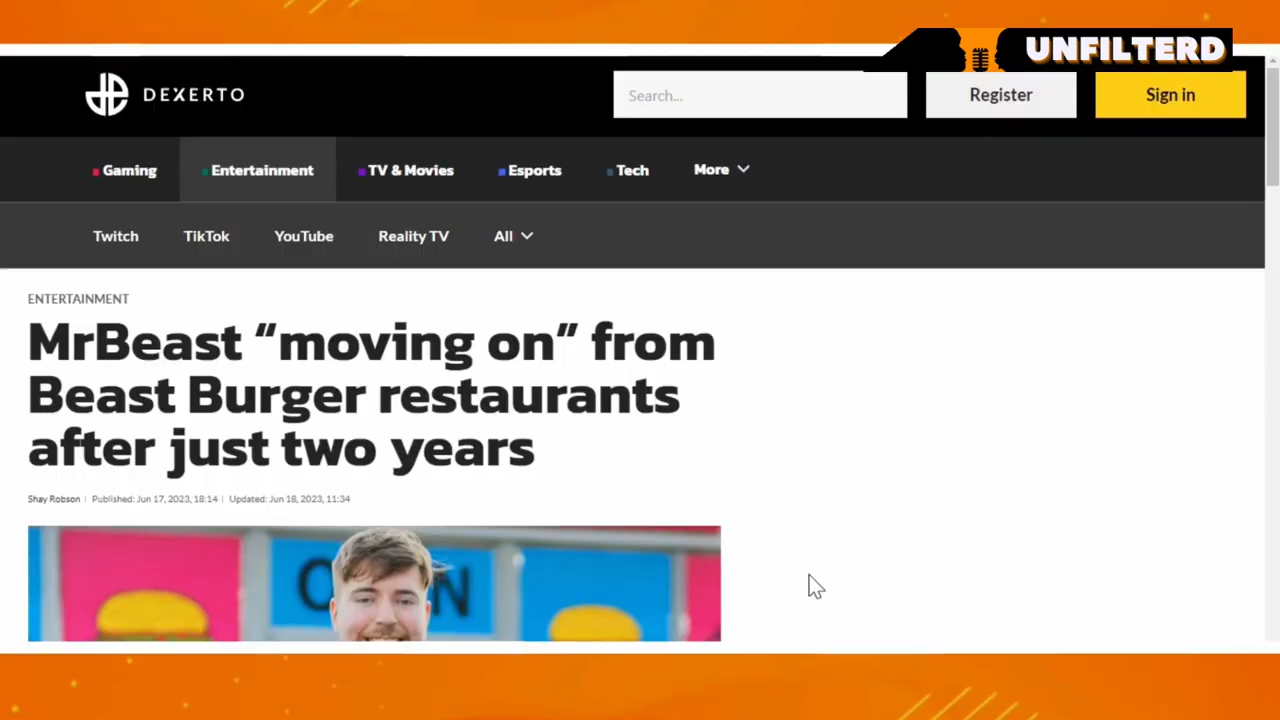 UNFILTERD
DEXERTO
Search...
Register
Sign in
Gaming
Entertainment
TV & Movies
Esports
Tech
More
Twitch
TikTok
YouTube
Reality TV
All
ENTERTAINMENT
MrBeast “moving on” from
Beast Burger restaurants
after just two years
Shay Robson | Published: Jun 17, 2023, 18:14 | Updated: Jun 18, 2023, 11:34